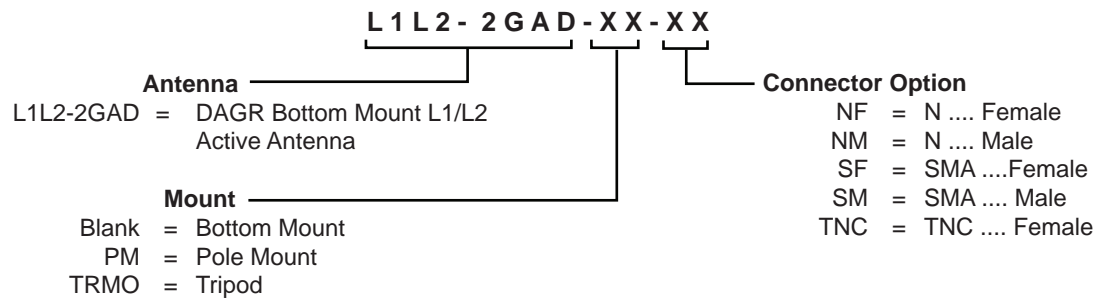 L1L2-2GAD-XX-XX
Antenna
L1L2-2GAD = DAGR Bottom Mount L1/L2
Active Antenna
Mount
Blank = Bottom Mount
PM = Pole Mount
TRMO = Tripod
Connector Option
NF = N .... Female
NM = N .... Male
SF = SMA ....Female
SM = SMA .... Male
TNC = TNC .... Female